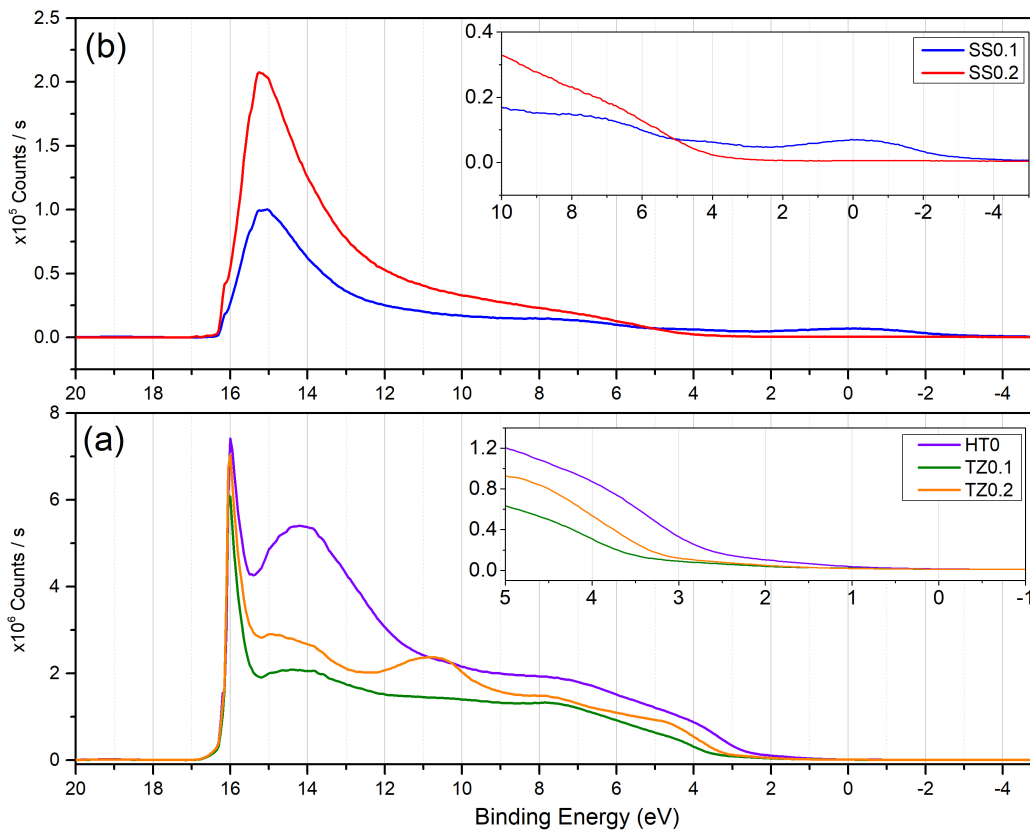 (b)
x10⁵ Counts / s
2.5
2.0
1.5
1.0
0.5
0.0
20 18 16 14 12 10 8 6 4 2 0 -2 -4
SS0.1
SS0.2
0.4
0.2
0.0
10 8 6 4 2 0 -2 -4
(a)
x10⁶ Counts / s
8
6
4
2
0
20 18 16 14 12 10 8 6 4 2 0 -2 -4
HT0
TZ0.1
TZ0.2
1.2
0.8
0.4
0.0
5 4 3 2 1 0 -1
Binding Energy (eV)